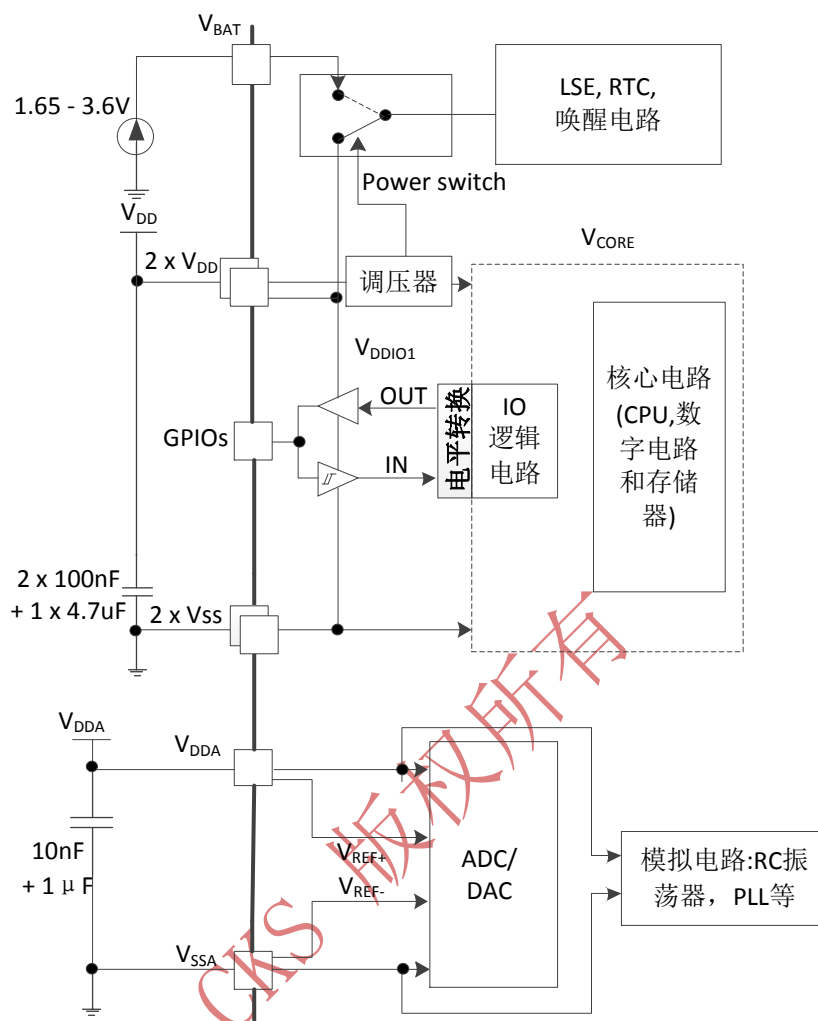 VBAT
1.65 - 3.6V
LSE, RTC,
唤醒电路
Power switch
VDD
2 x VDD
调压器
VCORE
VDDIO1
OUT
IN
GPIOs
电平转换
IO
逻辑
电路
核心电路
(CPU,数
字电路
和存储
器)
2 x 100nF
+ 1 x 4.7uF
2 x Vss
VDDA
VDDA
10nF
+ 1μF
VREF+
VREF-
ADC/
DAC
模拟电路:RC振
荡器，PLL等
VSSA
CKS 版权所有